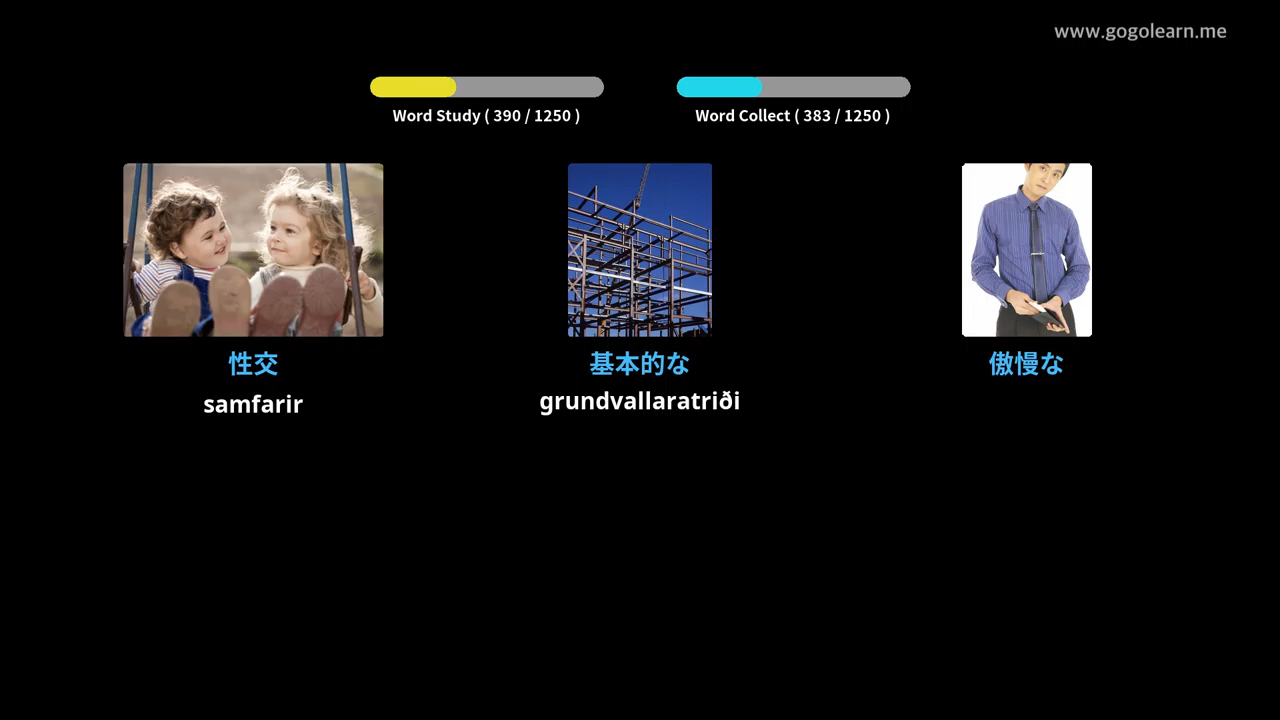 www.gogolearn.me
Word Study ( 390 / 1250 )
Word Collect ( 383 / 1250 )
性交
基本的な
傲慢な
samfarir
grundvallaratriði